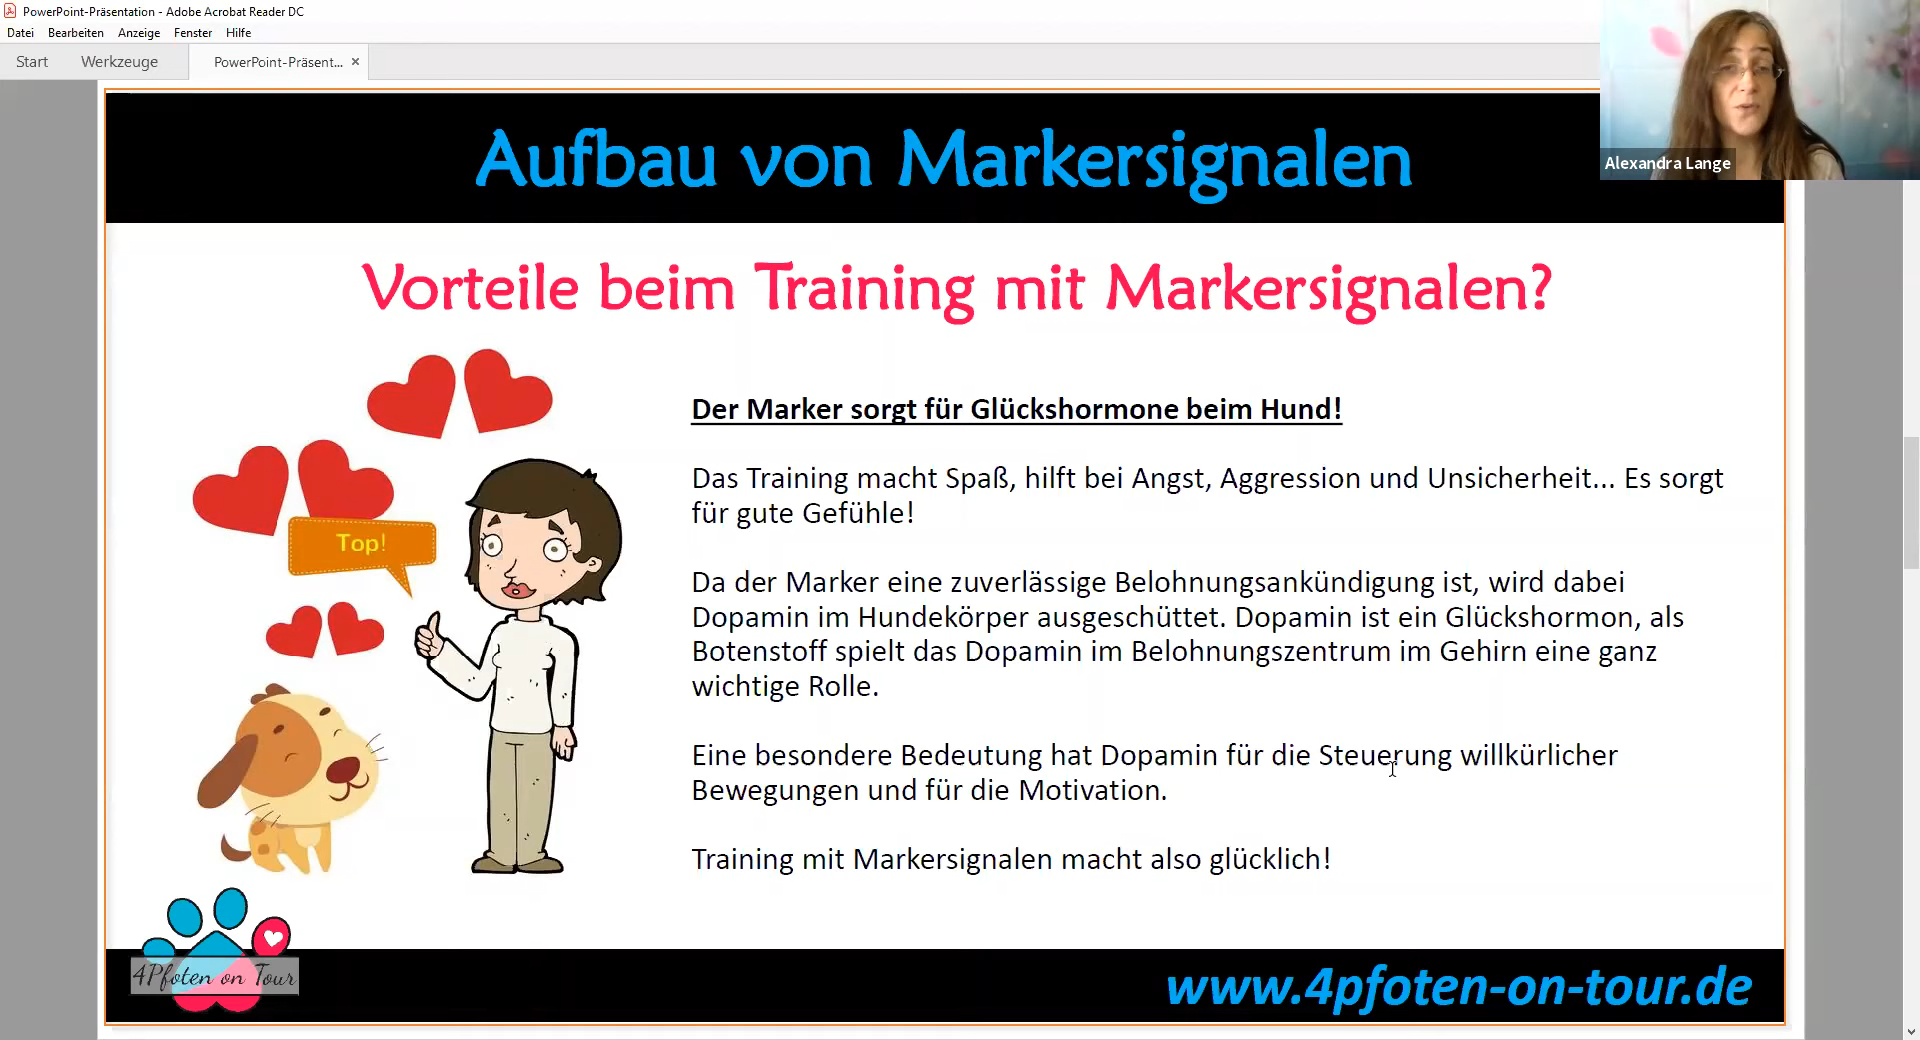 PowerPoint-Präsentation - Adobe Acrobat Reader DC
Datei Bearbeiten Anzeige Fenster Hilfe
Start Werkzeuge PowerPoint-Präsent... ×
Alexandra Lange
Aufbau von Markersignalen
Vorteile beim Training mit Markersignalen?
Top!
Der Marker sorgt für Glückshormone beim Hund!
Das Training macht Spaß, hilft bei Angst, Aggression und Unsicherheit... Es sorgt
für gute Gefühle!
Da der Marker eine zuverlässige Belohnungsankündigung ist, wird dabei
Dopamin im Hundekörper ausgeschüttet. Dopamin ist ein Glückshormon, als
Botenstoff spielt das Dopamin im Belohnungszentrum im Gehirn eine ganz
wichtige Rolle.
Eine besondere Bedeutung hat Dopamin für die Steuerung willkürlicher
Bewegungen und für die Motivation.
Training mit Markersignalen macht also glücklich!
4Pfoten on Tour
www.4pfoten-on-tour.de